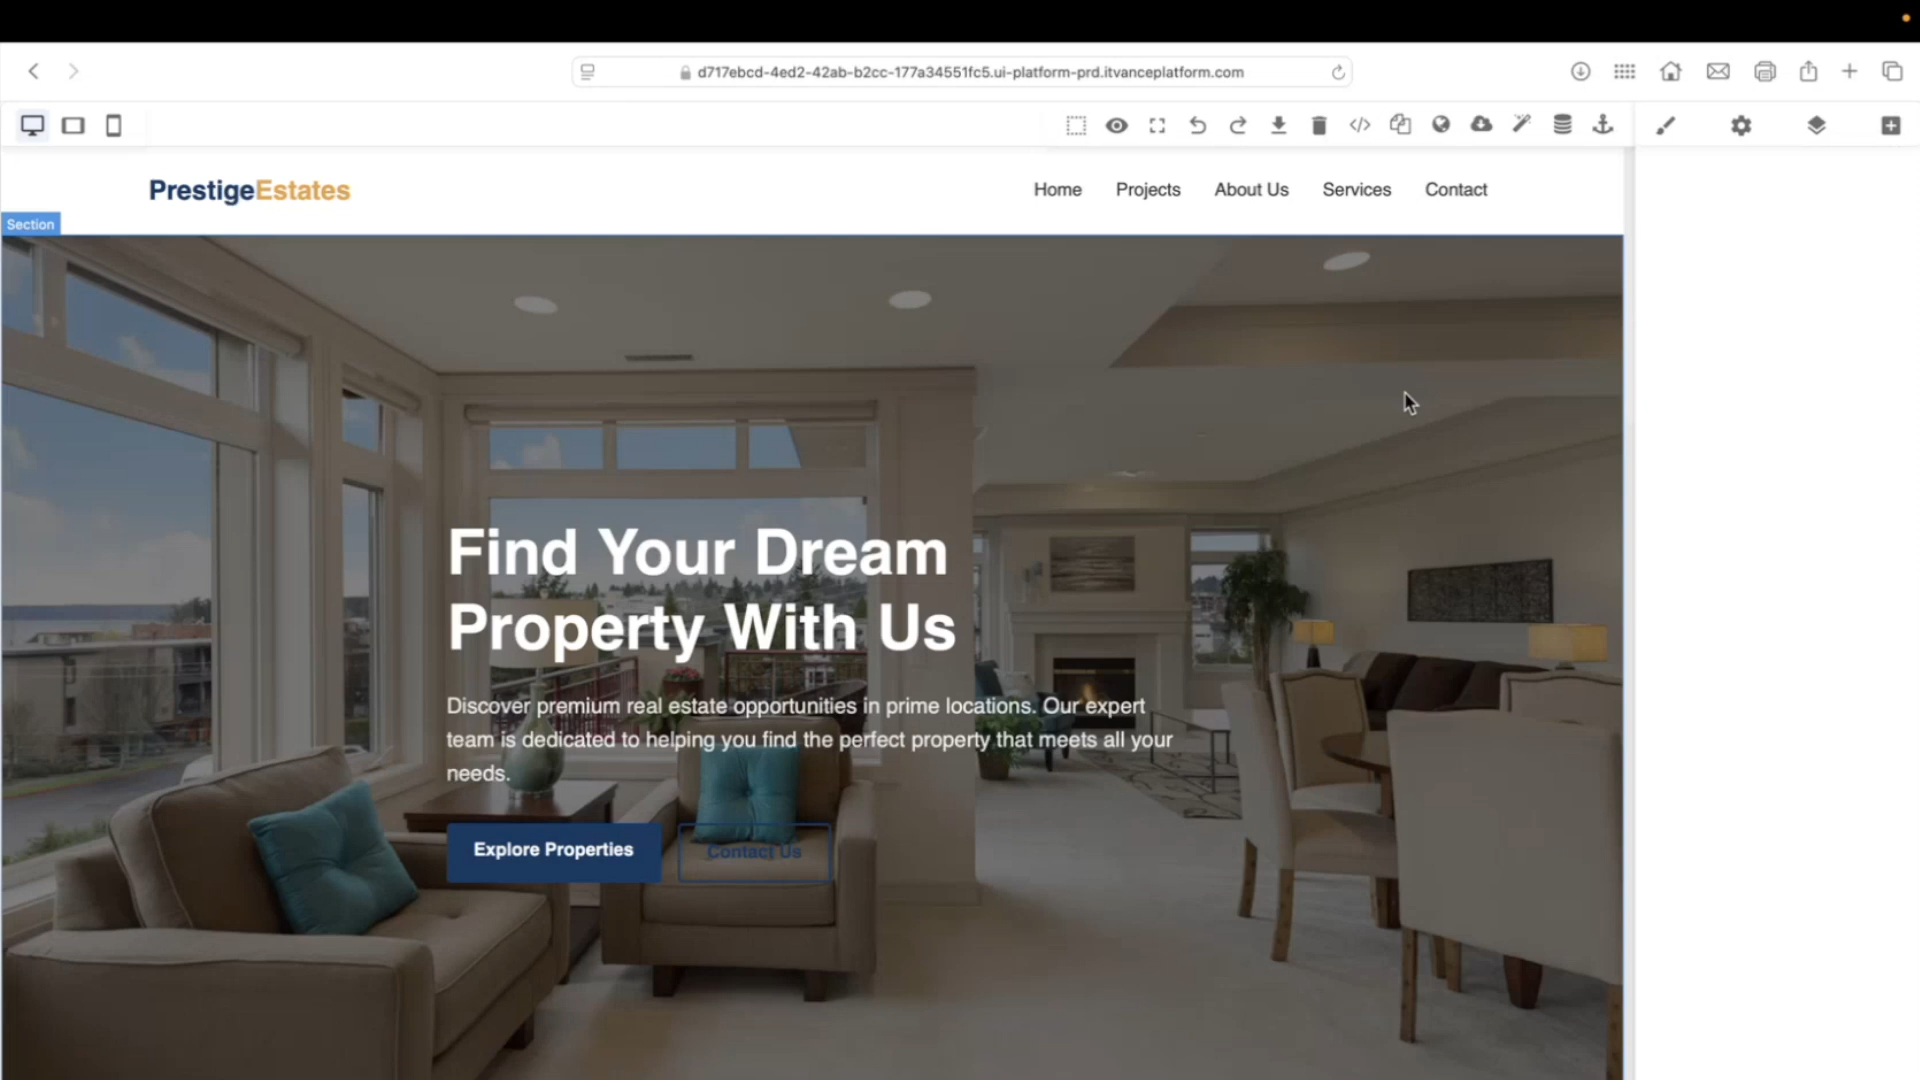 d717ebcd-4ed2-42ab-b2cc-177a34551fc5.ui-platform-prd.itvanceplatform.com
PrestigeEstates
Home Projects About Us Services Contact
Section
Find Your Dream
Property With Us
Discover premium real estate opportunities in prime locations. Our expert
team is dedicated to helping you find the perfect property that meets all your
needs.
Explore Properties Contact Us